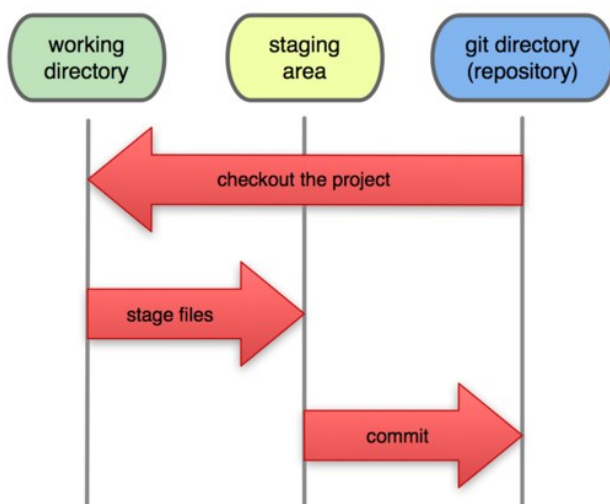 working
directory
staging
area
git directory
(repository)
checkout the project
stage files
commit